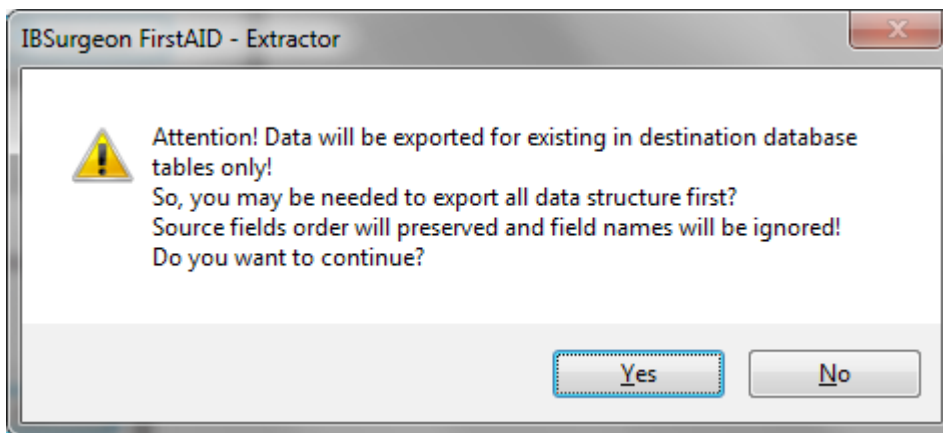 IBSurgeon FirstAID - Extractor
Attention! Data will be exported for existing in destination database
tables only!
So, you may be needed to export all data structure first?
Source fields order will preserved and field names will be ignored!
Do you want to continue?
Yes
No